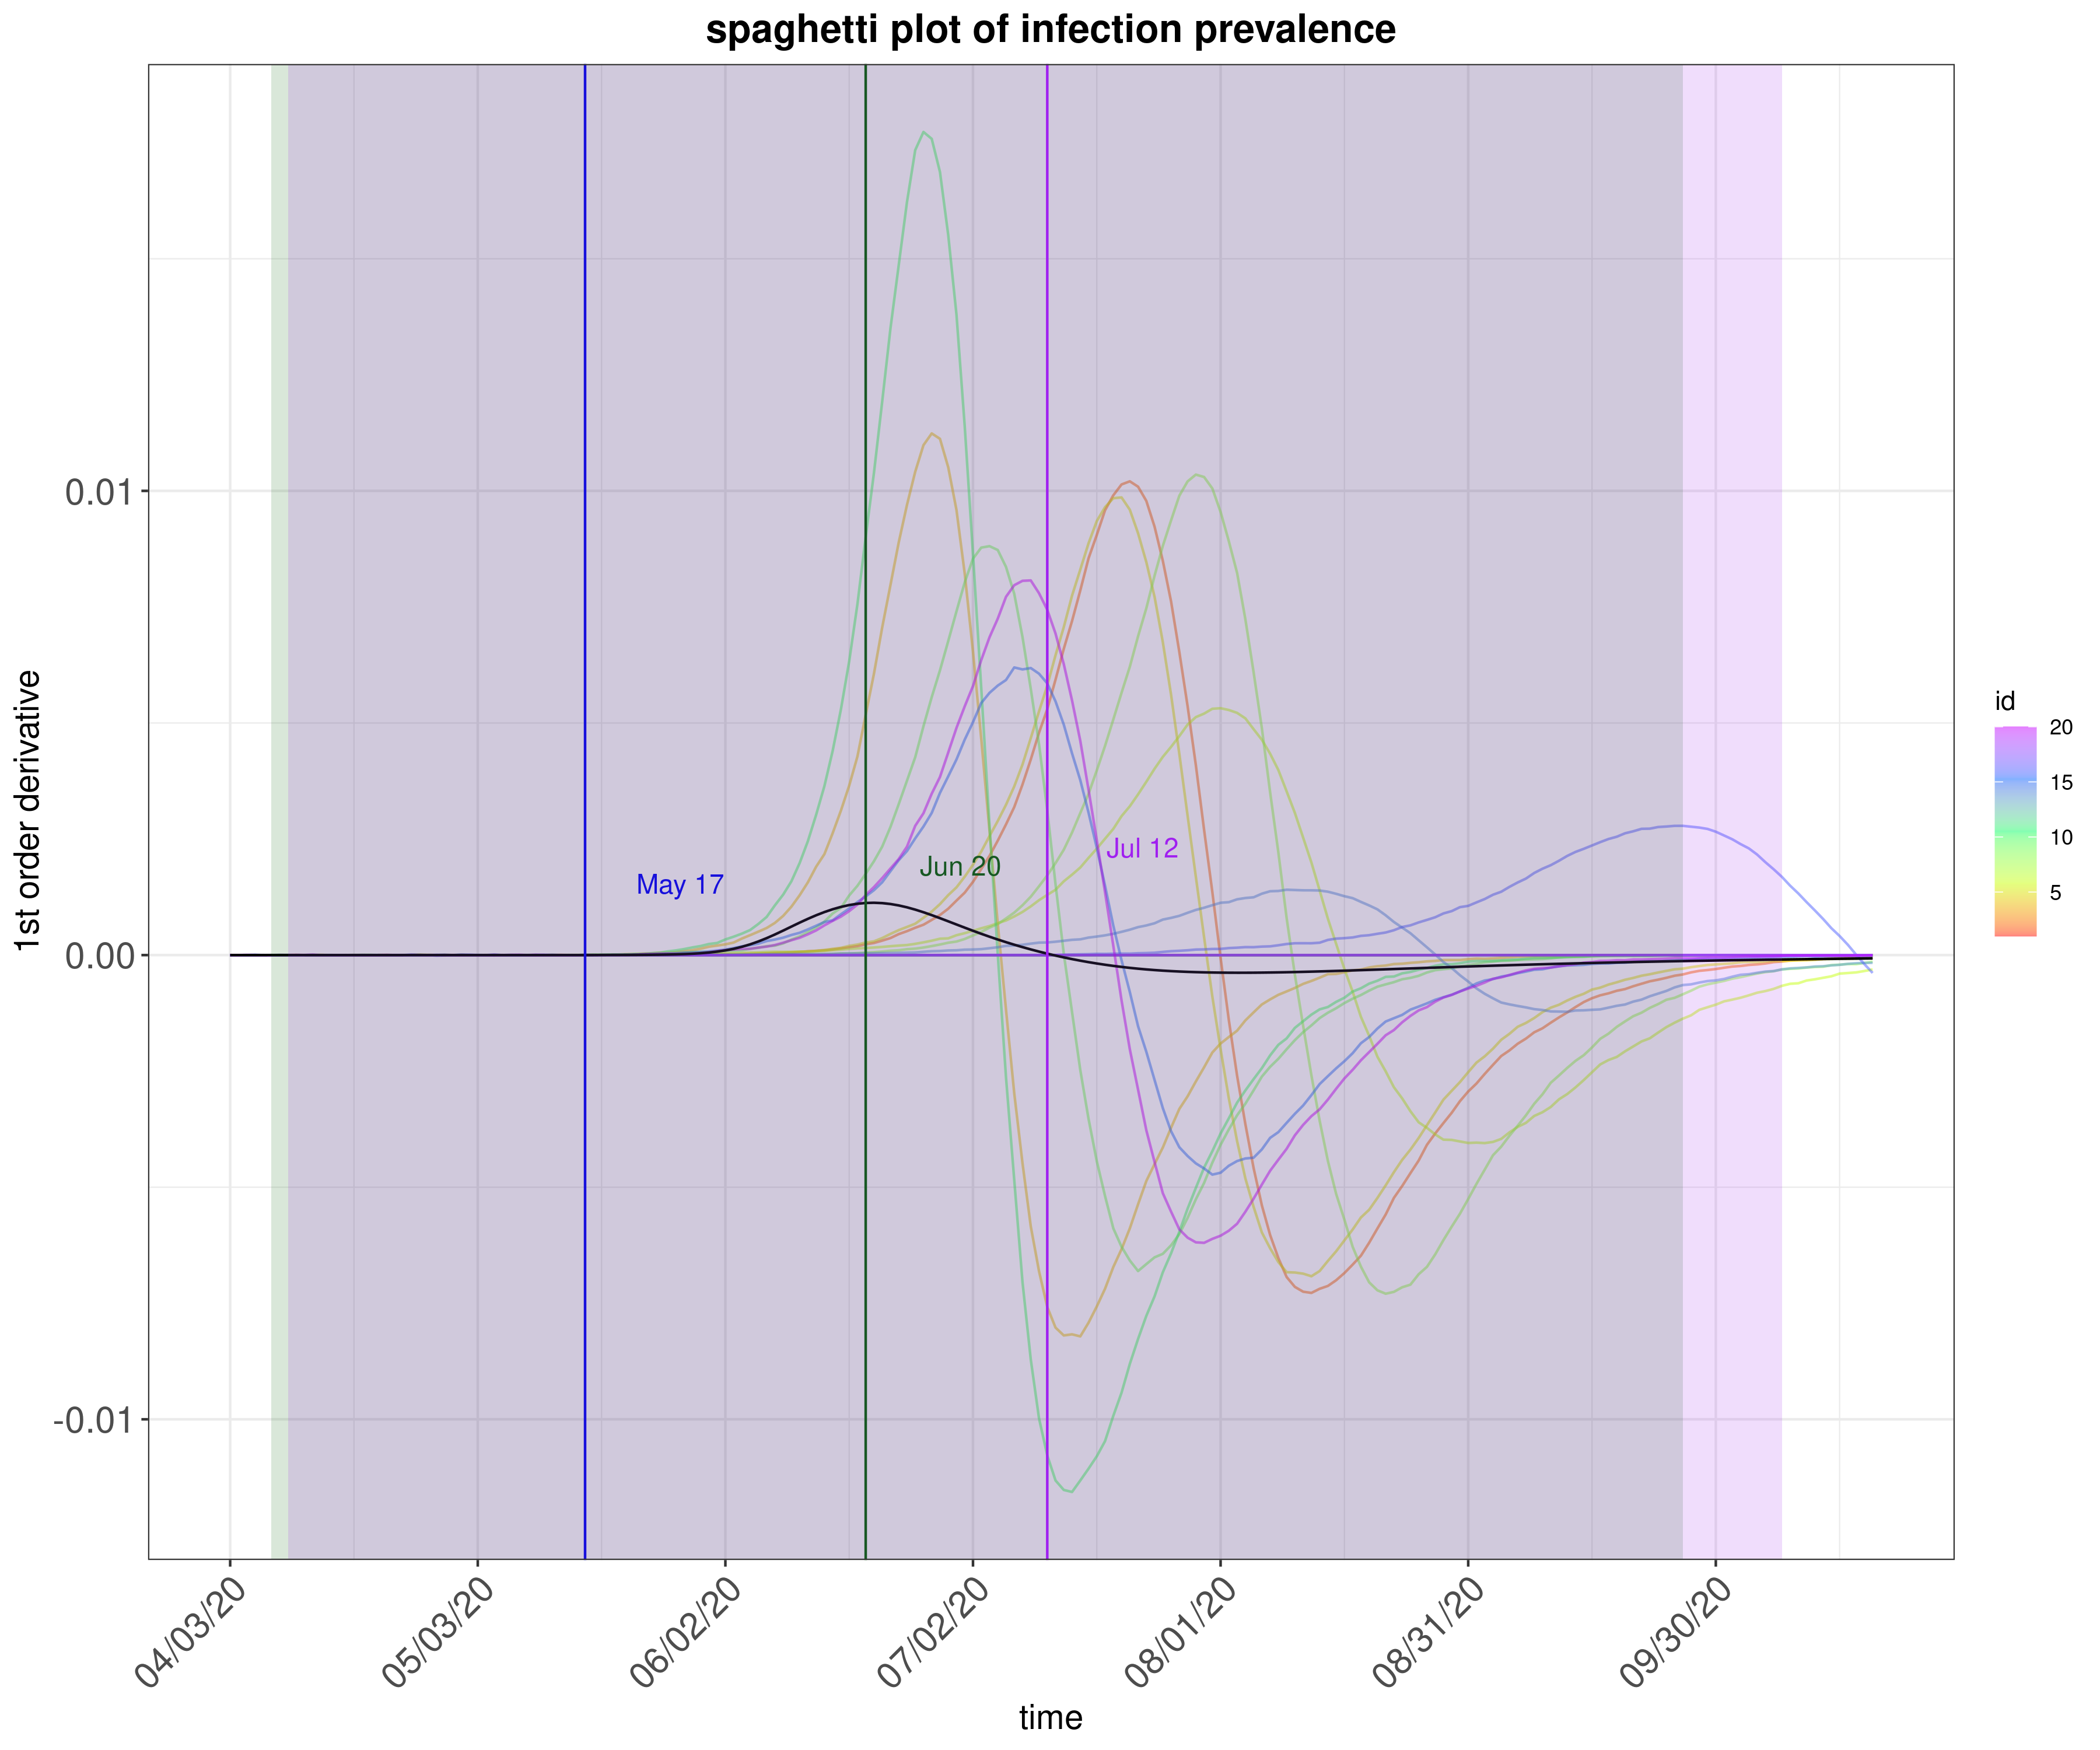 spaghetti plot of infection prevalence
1st order derivative
0.01
0.00
-0.01
May 17
Jun 20
Jul 12
id
20
15
10
5
04/03/20
05/03/20
06/02/20
07/02/20
08/01/20
08/31/20
09/30/20
time